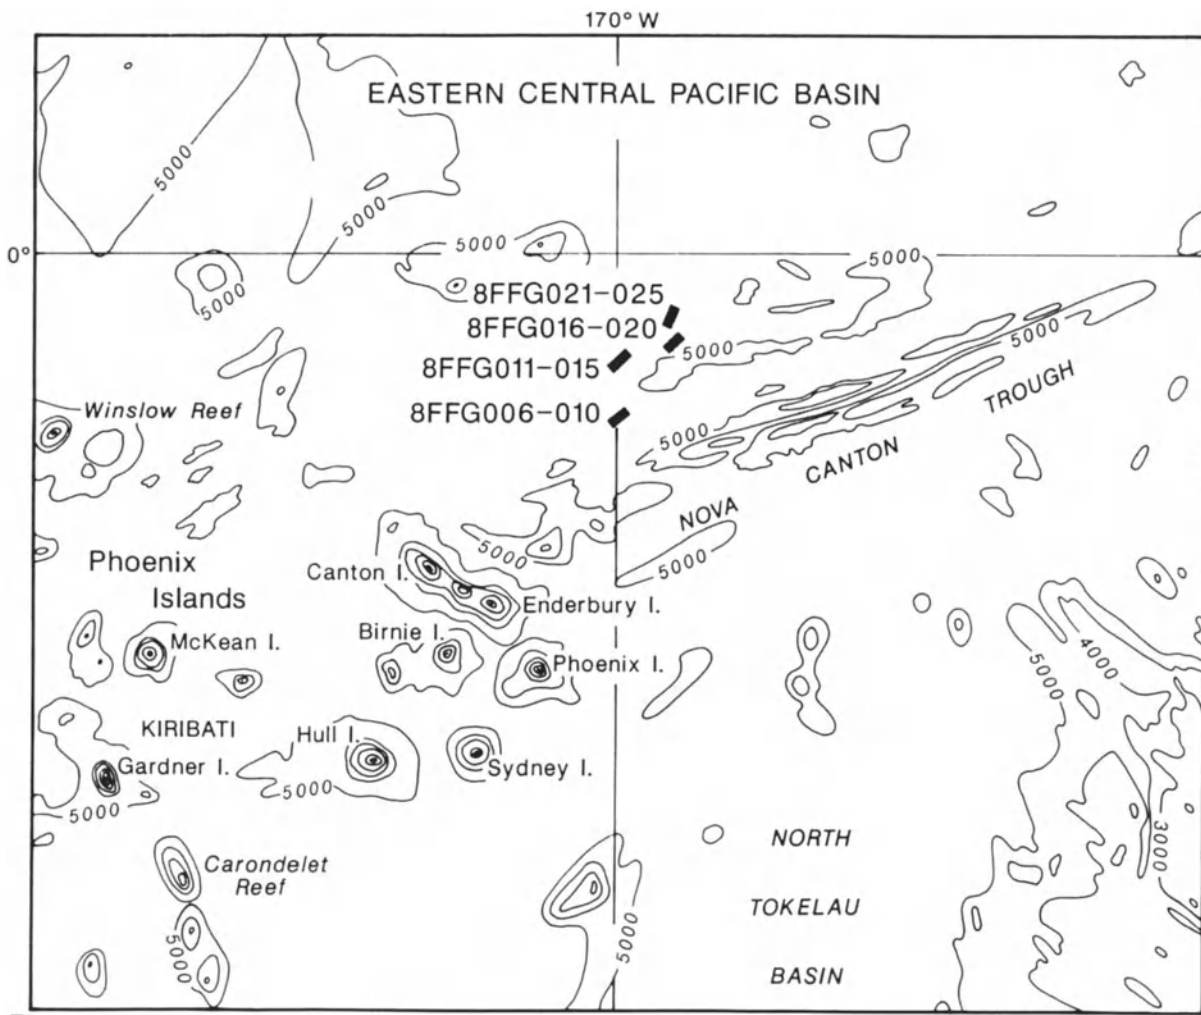 170° W
EASTERN CENTRAL PACIFIC BASIN
5000
5000
5000
0°
5000
5000
5000
8FFG021-025
8FFG016-020
8FFG011-015
8FFG006-010
5000
5000
5000
TROUGH
CANTON
NOVA
Winslow Reef
5000
5000
Phoenix
Islands
Canton I.
Enderbury I.
Birnie I.
McKean I.
Phoenix I.
4000
5000
KIRIBATI
Hull I.
Gardner I.
Sydney I.
5000
5000
3000
NORTH
Carondelet
Reef
TOKELAU
5000
5000
BASIN